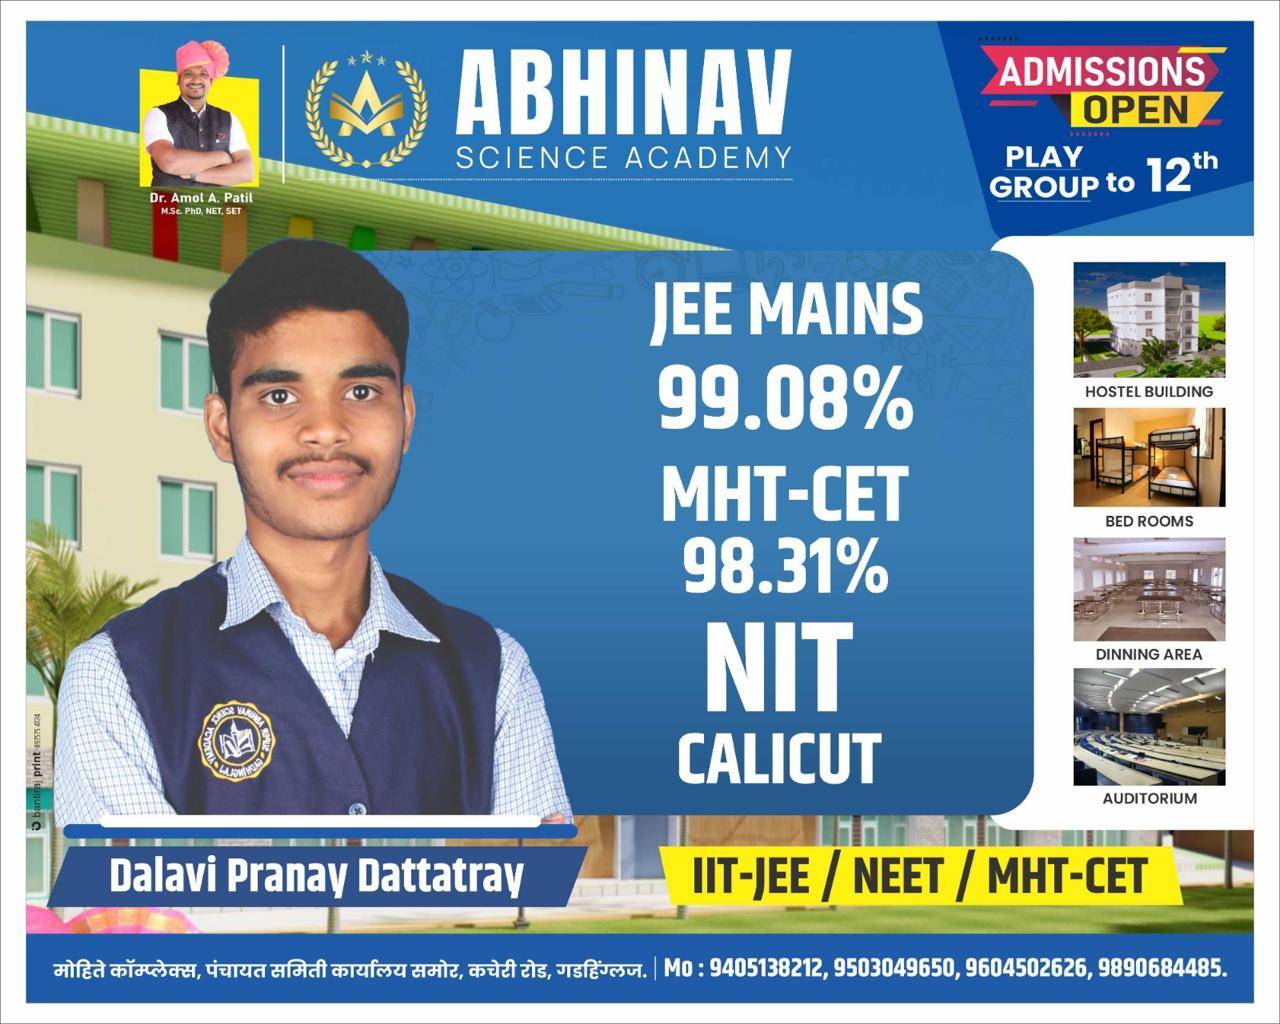 Dr. Amol A. Patil
M.Sc. PhD, NET, SET
ABHINAV
SCIENCE ACADEMY
ADMISSIONS
OPEN
PLAY
GROUP to 12th
JEE MAINS
99.08%
MHT-CET
98.31%
NIT
CALICUT
HOSTEL BUILDING
BED ROOMS
DINNING AREA
AUDITORIUM
Dalavi Pranay Dattatray
IIT-JEE / NEET / MHT-CET
मोहिते कॉम्प्लेक्स, पंचायत समिती कार्यालय समोर, कचेरी रोड, गडहिंग्लज. | Mo : 9405138212, 9503049650, 9604502626, 9890684485.